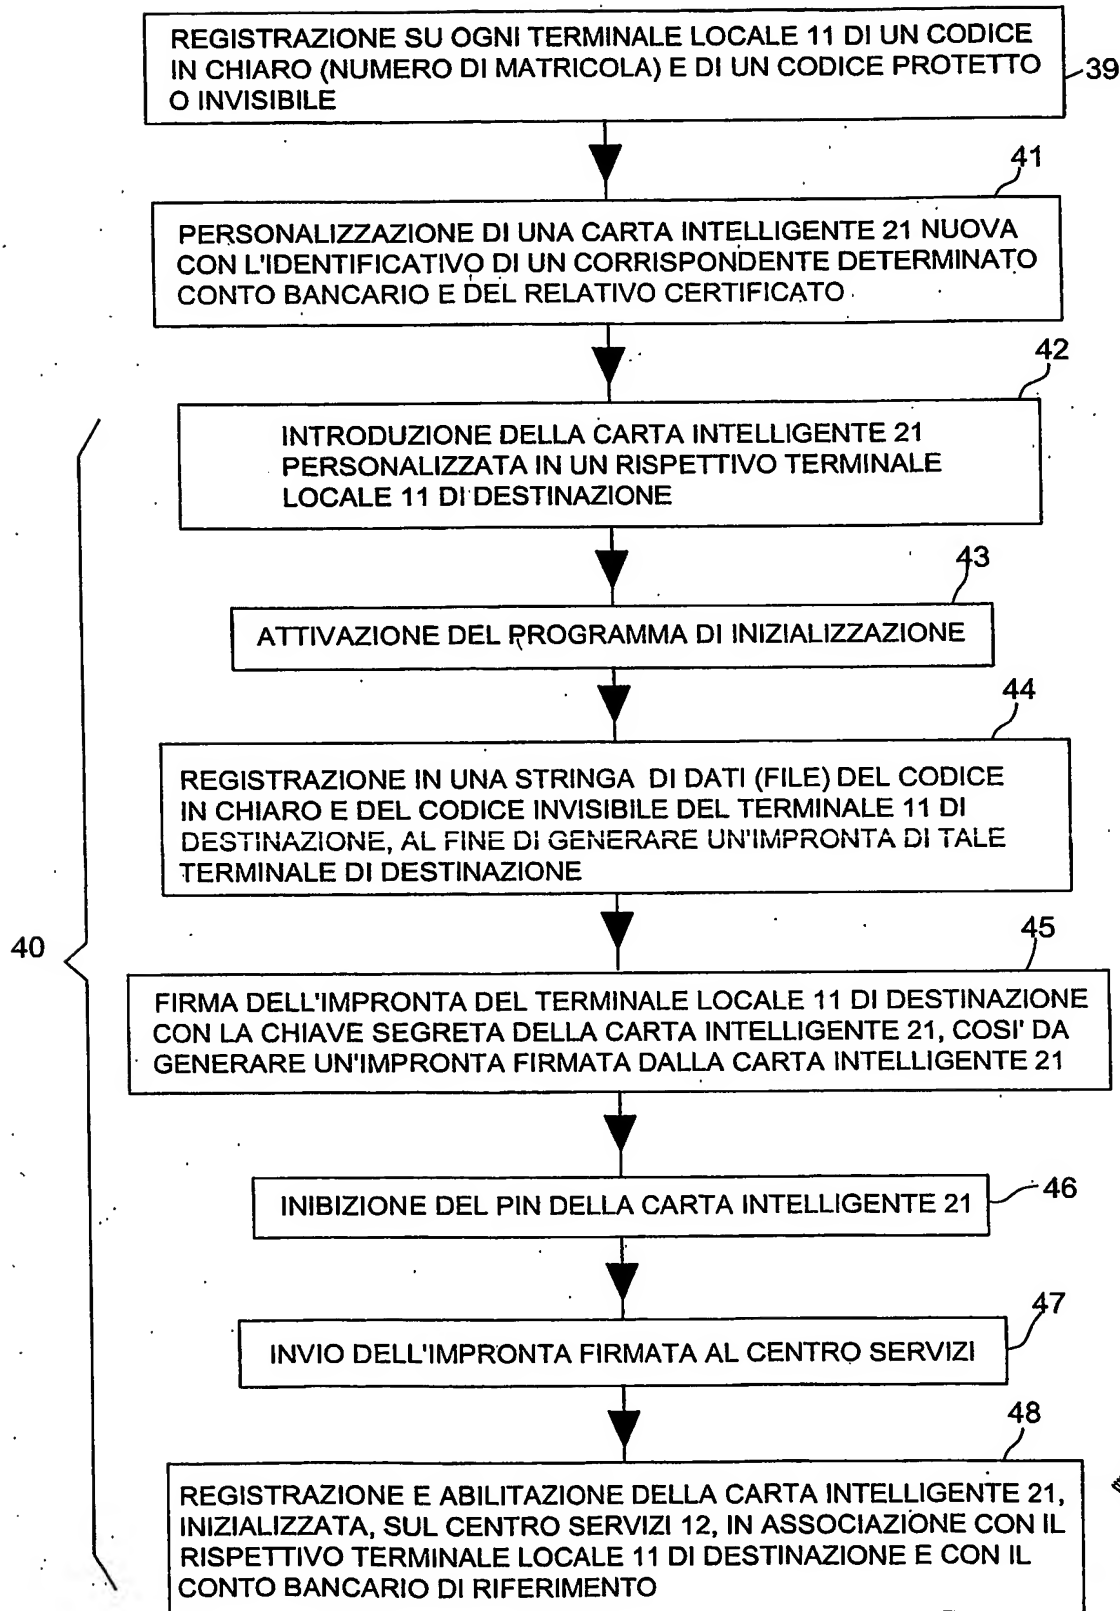 REGISTRAZIONE SU OGNI TERMINALE LOCALE 11 DI UN CODICE
IN CHIARO (NUMERO DI MATRICOLA) E DI UN CODICE PROTETTO
O INVISIBILE
39
41
PERSONALIZZAZIONE DI UNA CARTA INTELLIGENTE 21 NUOVA
CON L'IDENTIFICATIVO DI UN CORRISPONDENTE DETERMINATO
CONTO BANCARIO E DEL RELATIVO CERTIFICATO
42
INTRODUZIONE DELLA CARTA INTELLIGENTE 21
PERSONALIZZATA IN UN RISPETTIVO TERMINALE
LOCALE 11 DI DESTINAZIONE
43
ATTIVAZIONE DEL PROGRAMMA DI INIZIALIZZAZIONE
44
REGISTRAZIONE IN UNA STRINGA DI DATI (FILE) DEL CODICE
IN CHIARO E DEL CODICE INVISIBILE DEL TERMINALE 11 DI
DESTINAZIONE, AL FINE DI GENERARE UN'IMPRONTA DI TALE
TERMINALE DI DESTINAZIONE
40
45
FIRMA DELL'IMPRONTA DEL TERMINALE LOCALE 11 DI DESTINAZIONE
CON LA CHIAVE SEGRETA DELLA CARTA INTELLIGENTE 21, COSI' DA
GENERARE UN'IMPRONTA FIRMATA DALLA CARTA INTELLIGENTE 21
INIBIZIONE DEL PIN DELLA CARTA INTELLIGENTE 21
46
47
INVIO DELL'IMPRONTA FIRMATA AL CENTRO SERVIZI
48
REGISTRAZIONE E ABILITAZIONE DELLA CARTA INTELLIGENTE 21,
INIZIALIZZATA, SUL CENTRO SERVIZI 12, IN ASSOCIAZIONE CON IL
RISPETTIVO TERMINALE LOCALE 11 DI DESTINAZIONE E CON IL
CONTO BANCARIO DI RIFERIMENTO